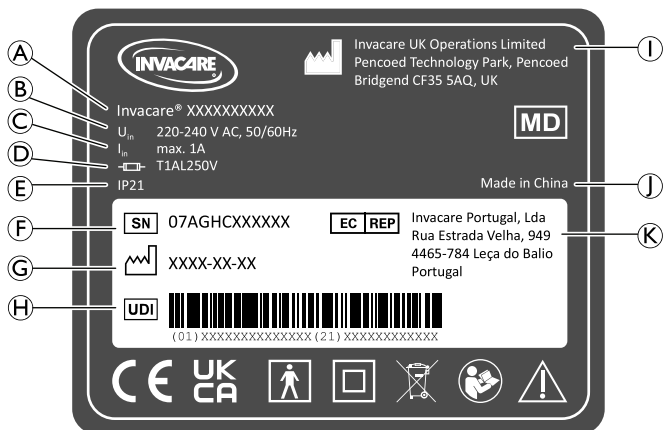 A
B
C
D
E
F
G
H
I
J
K
INVACARE®
Invacare UK Operations Limited
Pencoed Technology Park, Pencoed
Bridgend CF35 5AQ, UK
Invacare® XXXXXXXXXX
Uin 220-240 V AC, 50/60Hz
Iin max. 1A
T1AL250V
IP21
MD
Made in China
SN 07AGHCXXXXXX
XXXX-XX-XX
EC REP
Invacare Portugal, Lda
Rua Estrada Velha, 949
4465-784 Leça do Balio
Portugal
UDI
(01)XXXXXXXXXXXXXX(21)XXXXXXXXXXXX
CE UK
CA